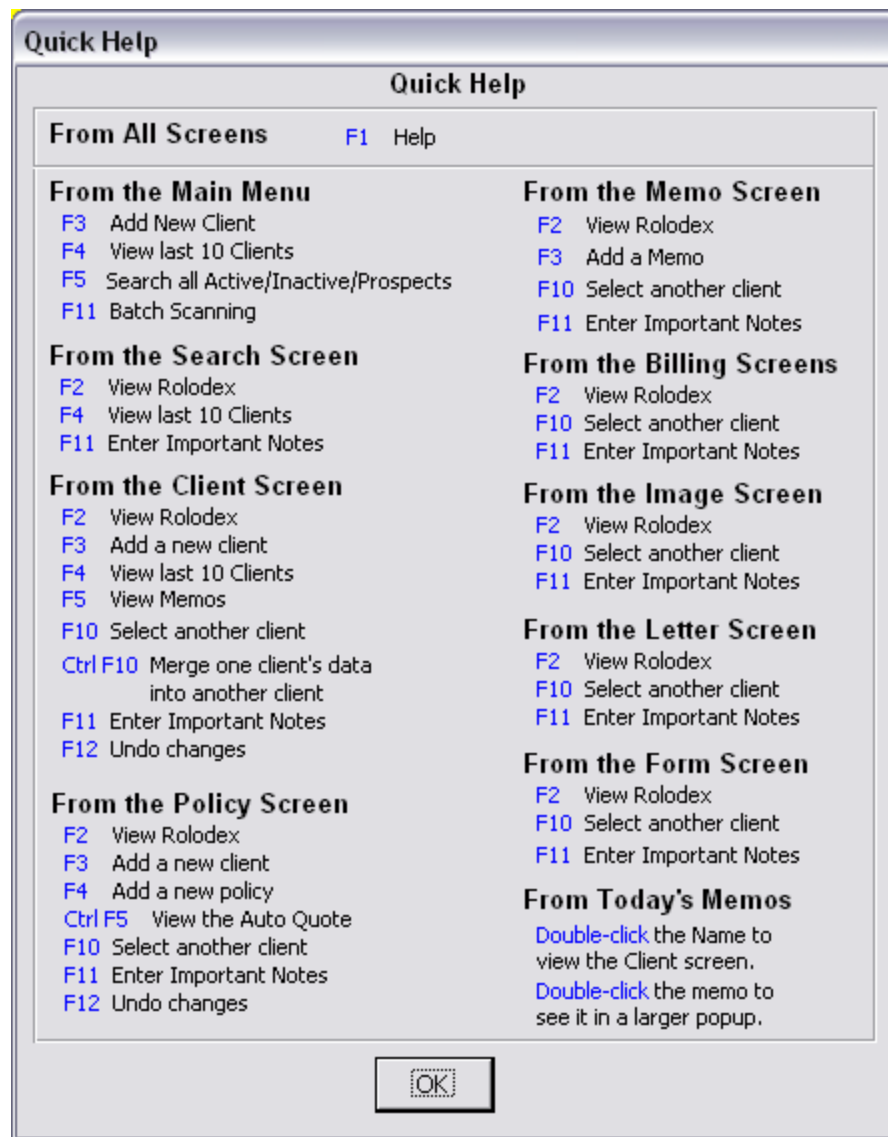 Quick Help
Quick Help
From All Screens F1 Help
From the Main Menu
F3 Add New Client
F4 View last 10 Clients
F5 Search all Active/Inactive/Prospects
F11 Batch Scanning
From the Search Screen
F2 View Rolodex
F4 View last 10 Clients
F11 Enter Important Notes
From the Client Screen
F2 View Rolodex
F3 Add a new client
F4 View last 10 Clients
F5 View Memos
F10 Select another client
Ctrl F10 Merge one client's data
into another client
F11 Enter Important Notes
F12 Undo changes
From the Policy Screen
F2 View Rolodex
F3 Add a new client
F4 Add a new policy
Ctrl F5 View the Auto Quote
F10 Select another client
F11 Enter Important Notes
F12 Undo changes
From the Memo Screen
F2 View Rolodex
F3 Add a Memo
F10 Select another client
F11 Enter Important Notes
From the Billing Screens
F2 View Rolodex
F10 Select another client
F11 Enter Important Notes
From the Image Screen
F2 View Rolodex
F10 Select another client
F11 Enter Important Notes
From the Letter Screen
F2 View Rolodex
F10 Select another client
F11 Enter Important Notes
From the Form Screen
F2 View Rolodex
F10 Select another client
F11 Enter Important Notes
From Today's Memos
Double-click the Name to
view the Client screen.
Double-click the memo to
see it in a larger popup.
OK